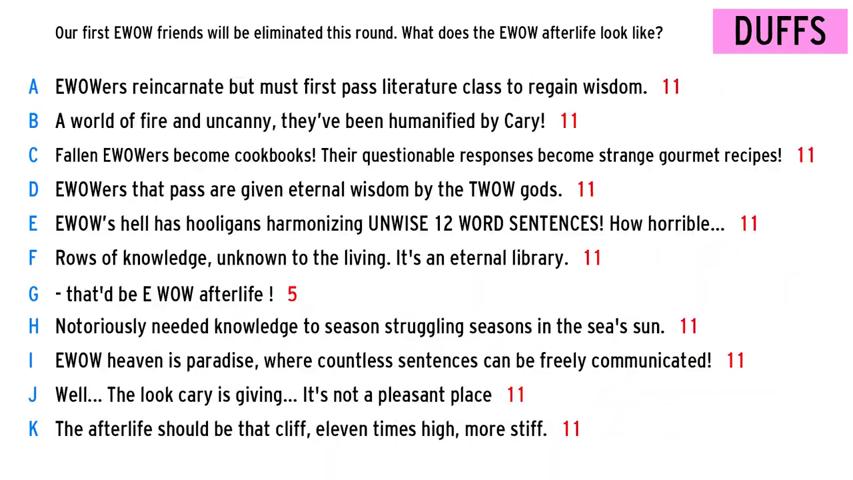 Our first EWOW friends will be eliminated this round. What does the EWOW afterlife look like?
DUFFS
A EWOWers reincarnate but must first pass literature class to regain wisdom. 11
B A world of fire and uncanny, they've been humanified by Cary! 11
C Fallen EWOWers become cookbooks! Their questionable responses become strange gourmet recipes! 11
D EWOWers that pass are given eternal wisdom by the TWOW gods. 11
E EWOW's hell has hooligans harmonizing UNWISE 12 WORD SENTENCES! How horrible... 11
F Rows of knowledge, unknown to the living. It's an eternal library. 11
G - that'd be E WOW afterlife ! 5
H Notoriously needed knowledge to season struggling seasons in the sea's sun. 11
I EWOW heaven is paradise, where countless sentences can be freely communicated! 11
J Well... The look cary is giving... It's not a pleasant place 11
K The afterlife should be that cliff, eleven times high, more stiff. 11